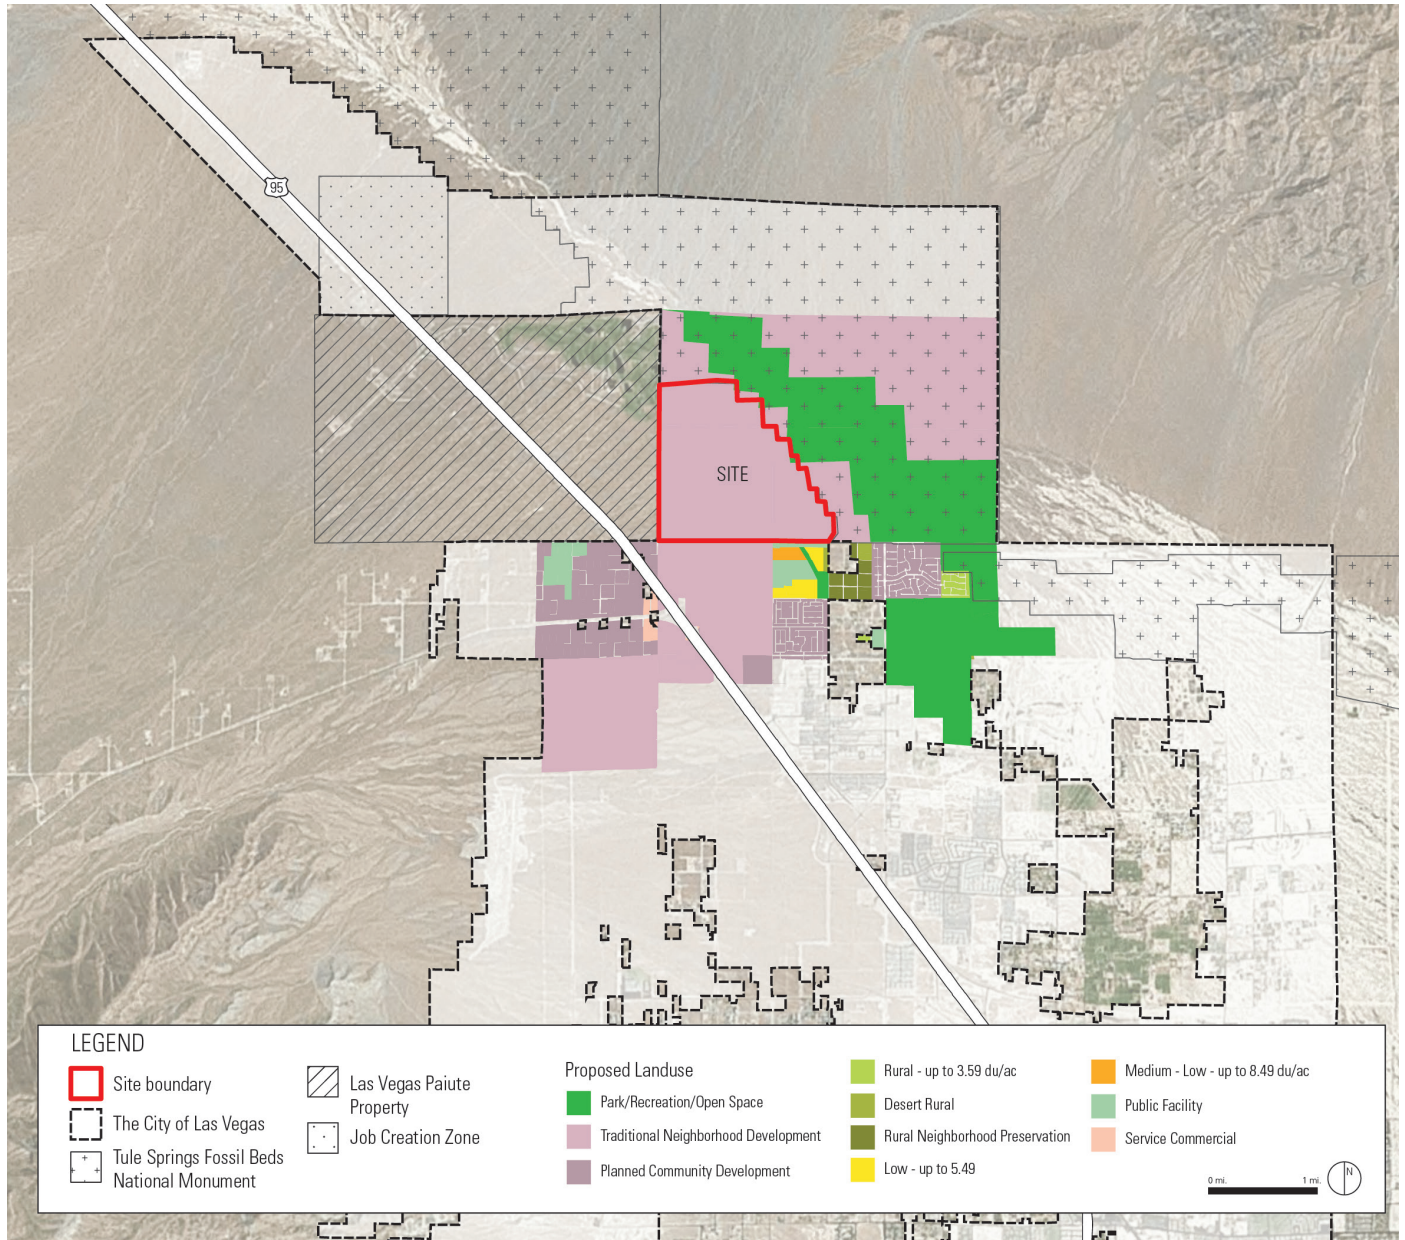 95
SITE
LEGEND
Site boundary
The City of Las Vegas
Tule Springs Fossil Beds
National Monument
Las Vegas Paiute
Property
Job Creation Zone
Proposed Landuse
Park/Recreation/Open Space
Traditional Neighborhood Development
Planned Community Development
Rural - up to 3.59 du/ac
Desert Rural
Rural Neighborhood Preservation
Low - up to 5.49
Medium - Low - up to 8.49 du/ac
Public Facility
Service Commercial
0 mi. 1 mi.
N